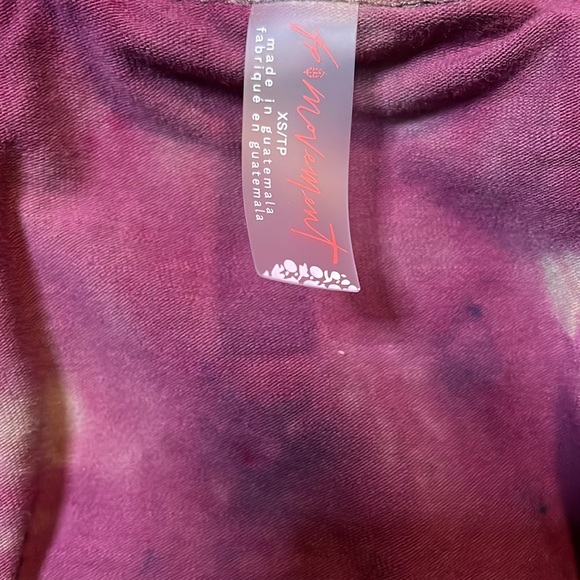 fp movement
XS/TP
made in guatemala
fabriqué en guatemala